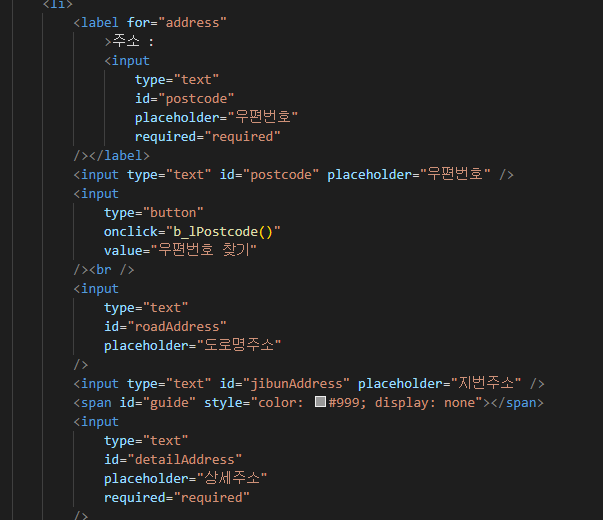 <li>
<label for="address"
>주소 :
<input
type="text"
id="postcode"
placeholder="우편번호"
required="required"
/></label>
<input type="text" id="postcode" placeholder="우편번호" />
<input
type="button"
onclick="b_lPostcode()"
value="우편번호 찾기"
/><br />
<input
type="text"
id="roadAddress"
placeholder="도로명주소"
/>
<input type="text" id="jibunAddress" placeholder="지번주소" />
<span id="guide" style="color: #999; display: none"></span>
<input
type="text"
id="detailAddress"
placeholder="상세주소"
required="required"
/>